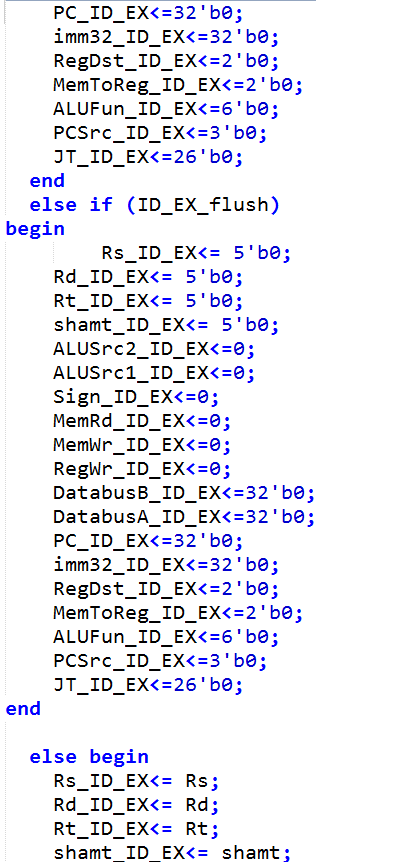 PC_ID_EX<=32'b0;
imm32_ID_EX<=32'b0;
RegDst_ID_EX<=2'b0;
MemToReg_ID_EX<=2'b0;
ALUFun_ID_EX<=6'b0;
PCSrc_ID_EX<=3'b0;
JT_ID_EX<=26'b0;
end
else if (ID_EX_flush)
begin
Rs_ID_EX<= 5'b0;
Rd_ID_EX<= 5'b0;
Rt_ID_EX<= 5'b0;
shamt_ID_EX<= 5'b0;
ALUSrc2_ID_EX<=0;
ALUSrc1_ID_EX<=0;
Sign_ID_EX<=0;
MemRd_ID_EX<=0;
MemWr_ID_EX<=0;
RegWr_ID_EX<=0;
DatabusB_ID_EX<=32'b0;
DatabusA_ID_EX<=32'b0;
PC_ID_EX<=32'b0;
imm32_ID_EX<=32'b0;
RegDst_ID_EX<=2'b0;
MemToReg_ID_EX<=2'b0;
ALUFun_ID_EX<=6'b0;
PCSrc_ID_EX<=3'b0;
JT_ID_EX<=26'b0;
end
else begin
Rs_ID_EX<= Rs;
Rd_ID_EX<= Rd;
Rt_ID_EX<= Rt;
shamt_ID_EX<= shamt;